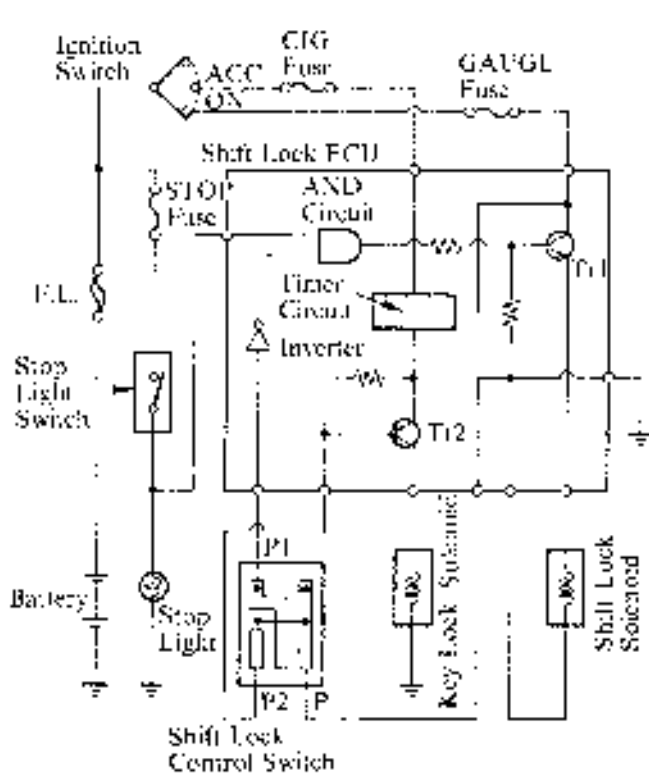 Ignition
Switch
ACC
ON
CIG
Fuse
GAUGE
Fuse
Shift Lock ECU
STOP
Fuse
AND
Circuit
Tr1
F.L.
Timer
Circuit
Inverter
Stop
Light
Switch
Tr2
P1
Battery
Stop
Light
Key Lock Solenoid
Shift Lock
Solenoid
P2
P
Shift Lock
Control Switch